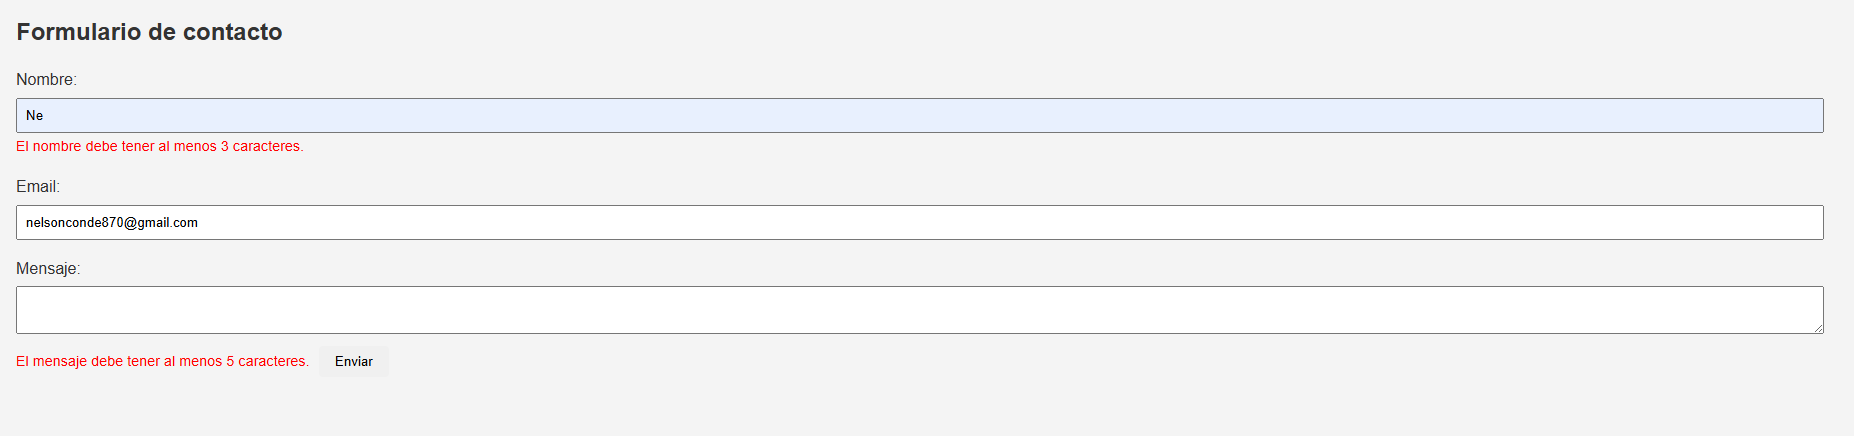 Formulario de contacto
Nombre:
Ne
El nombre debe tener al menos 3 caracteres.
Email:
nelsonconde870@gmail.com
Mensaje:
El mensaje debe tener al menos 5 caracteres. Enviar